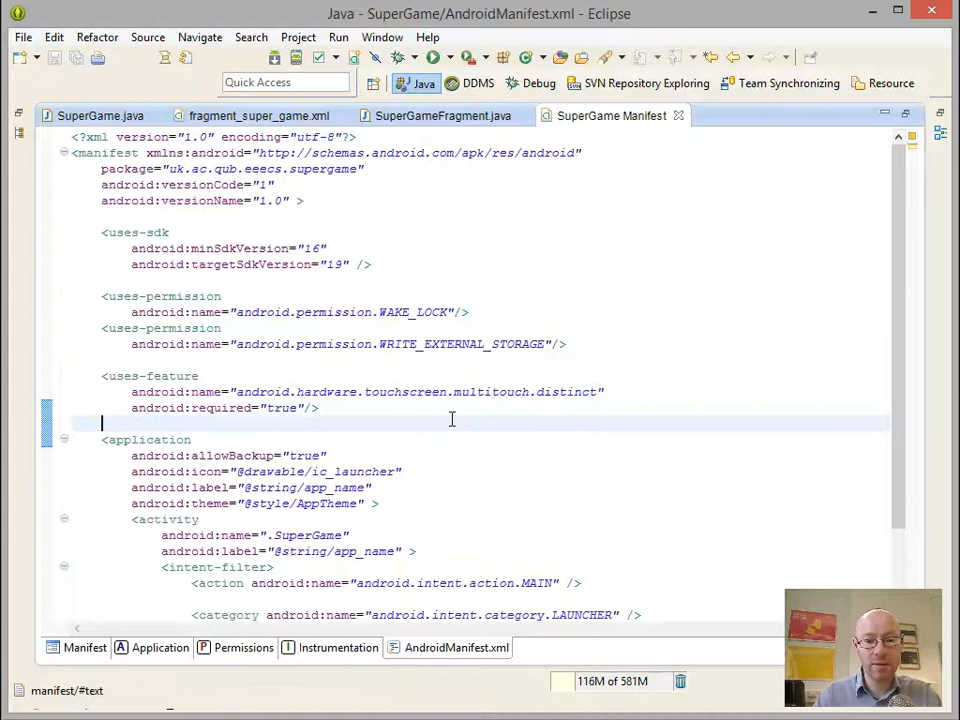 Java - SuperGame/AndroidManifest.xml - Eclipse
File Edit Refactor Source Navigate Search Project Run Window Help
Quick Access Java DDMS Debug SVN Repository Exploring Team Synchronizing Resource
SuperGame.java fragment_super_game.xml SuperGameFragment.java SuperGame Manifest
<?xml version="1.0" encoding="utf-8"?>
<manifest xmlns:android="http://schemas.android.com/apk/res/android"
package="uk.ac.qub.eeecs.supergame"
android:versionCode="1"
android:versionName="1.0" >
<uses-sdk
android:minSdkVersion="16"
android:targetSdkVersion="19" />
<uses-permission
android:name="android.permission.WAKE_LOCK"/>
<uses-permission
android:name="android.permission.WRITE_EXTERNAL_STORAGE"/>
<uses-feature
android:name="android.hardware.touchscreen.multitouch.distinct"
android:required="true"/>
<application
android:allowBackup="true"
android:icon="@drawable/ic_launcher"
android:label="@string/app_name"
android:theme="@style/AppTheme" >
<activity
android:name=".SuperGame"
android:label="@string/app_name" >
<intent-filter>
<action android:name="android.intent.action.MAIN" />
<category android:name="android.intent.category.LAUNCHER" />
Manifest A Application P Permissions I Instrumentation AndroidManifest.xml
116M of 581M
manifest/#text